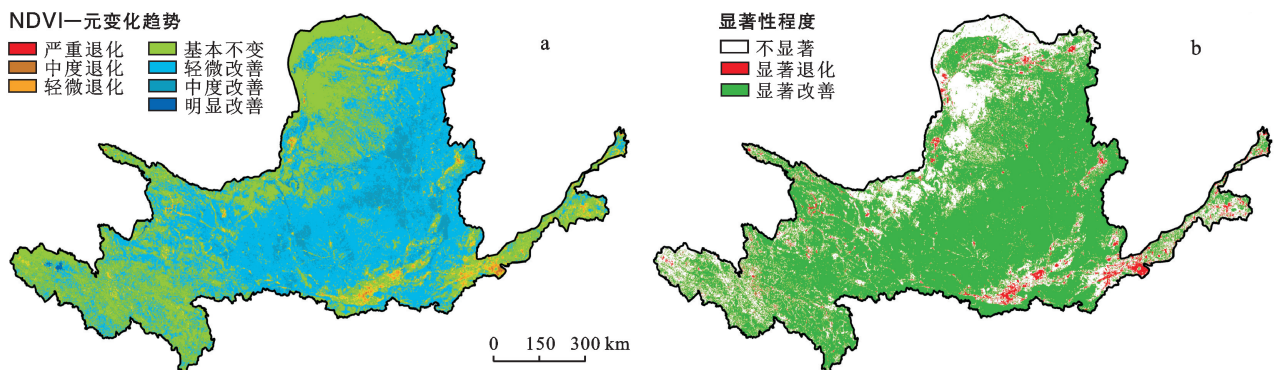 NDVI一元变化趋势
严重退化
中度退化
轻微退化
基本不变
轻微改善
中度改善
明显改善
a
0 150 300 km
显著性程度
不显著
显著退化
显著改善
b